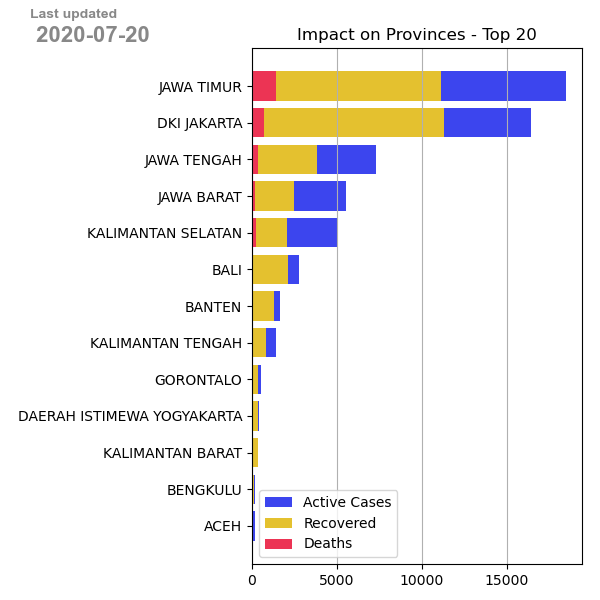 Last updated
2020-07-20
Impact on Provinces - Top 20
JAWA TIMUR
DKI JAKARTA
JAWA TENGAH
JAWA BARAT
KALIMANTAN SELATAN
BALI
BANTEN
KALIMANTAN TENGAH
GORONTALO
DAERAH ISTIMEWA YOGYAKARTA
KALIMANTAN BARAT
BENGKULU
ACEH
Active Cases
Recovered
Deaths
0 5000 10000 15000